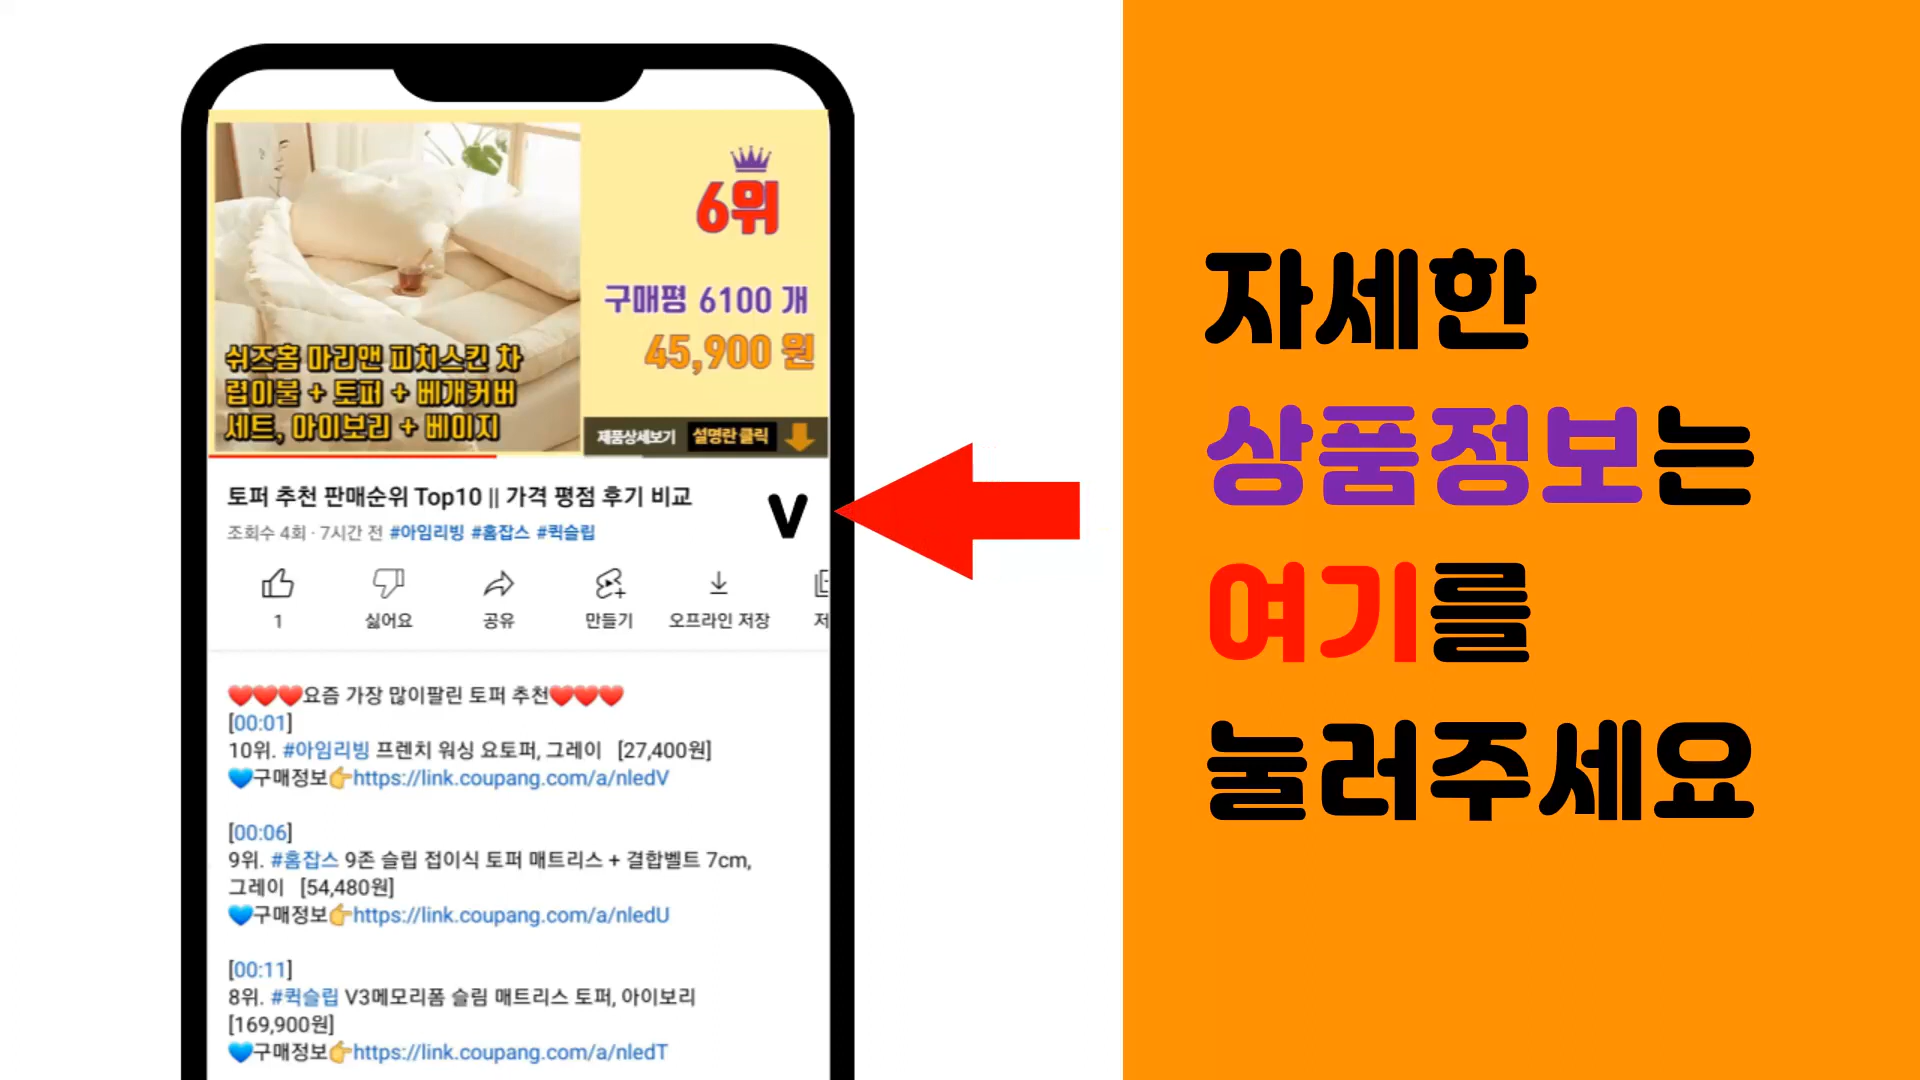 6위
구매평 6100 개
45,900 원
쉬즈홈 마리앤 피치스킨 차
렵이불 + 토퍼 + 베개커버
세트, 아이보리 + 베이지
제품상세보기 설명란 클릭
토퍼 추천 판매순위 Top10 || 가격 평점 후기 비교
V
조회수 4회 · 7시간 전 #아임리빙 #홈잡스 #퀵슬립
1 싫어요 공유 만들기 오프라인 저장 저
❤️❤️❤️요즘 가장 많이팔린 토퍼 추천❤️❤️❤️
[00:01]
10위. #아임리빙 프렌치 워싱 요토퍼, 그레이 [27,400원]
💙구매정보👉https://link.coupang.com/a/nledV
[00:06]
9위. #홈잡스 9존 슬립 접이식 토퍼 매트리스 + 결합벨트 7cm,
그레이 [54,480원]
💙구매정보👉https://link.coupang.com/a/nledU
[00:11]
8위. #퀵슬립 V3메모리폼 슬림 매트리스 토퍼, 아이보리
[169,900원]
💙구매정보👉https://link.coupang.com/a/nledT
자세한
상품정보는
여기를
눌러주세요